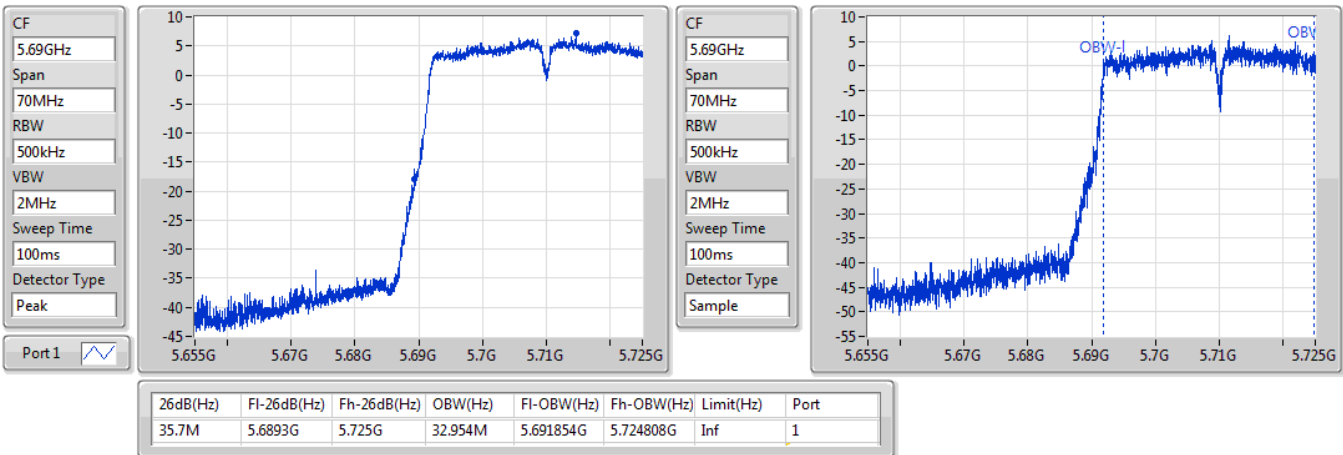 CF
5.69GHz
Span
70MHz
RBW
500kHz
VBW
2MHz
Sweep Time
100ms
Detector Type
Peak
Port 1
10
5
0
-5
-10
-15
-20
-25
-30
-35
-40
-45
5.655G 5.67G 5.68G 5.69G 5.7G 5.71G 5.725G
CF
5.69GHz
Span
70MHz
RBW
500kHz
VBW
2MHz
Sweep Time
100ms
Detector Type
Sample
10
5
0
-5
-10
-15
-20
-25
-30
-35
-40
-45
-50
-55
OBW-l
OBW
5.655G 5.67G 5.68G 5.69G 5.7G 5.71G 5.725G
26dB(Hz) Fl-26dB(Hz) Fh-26dB(Hz) OBW(Hz) Fl-OBW(Hz) Fh-OBW(Hz) Limit(Hz) Port
35.7M 5.6893G 5.725G 32.954M 5.691854G 5.724808G Inf 1